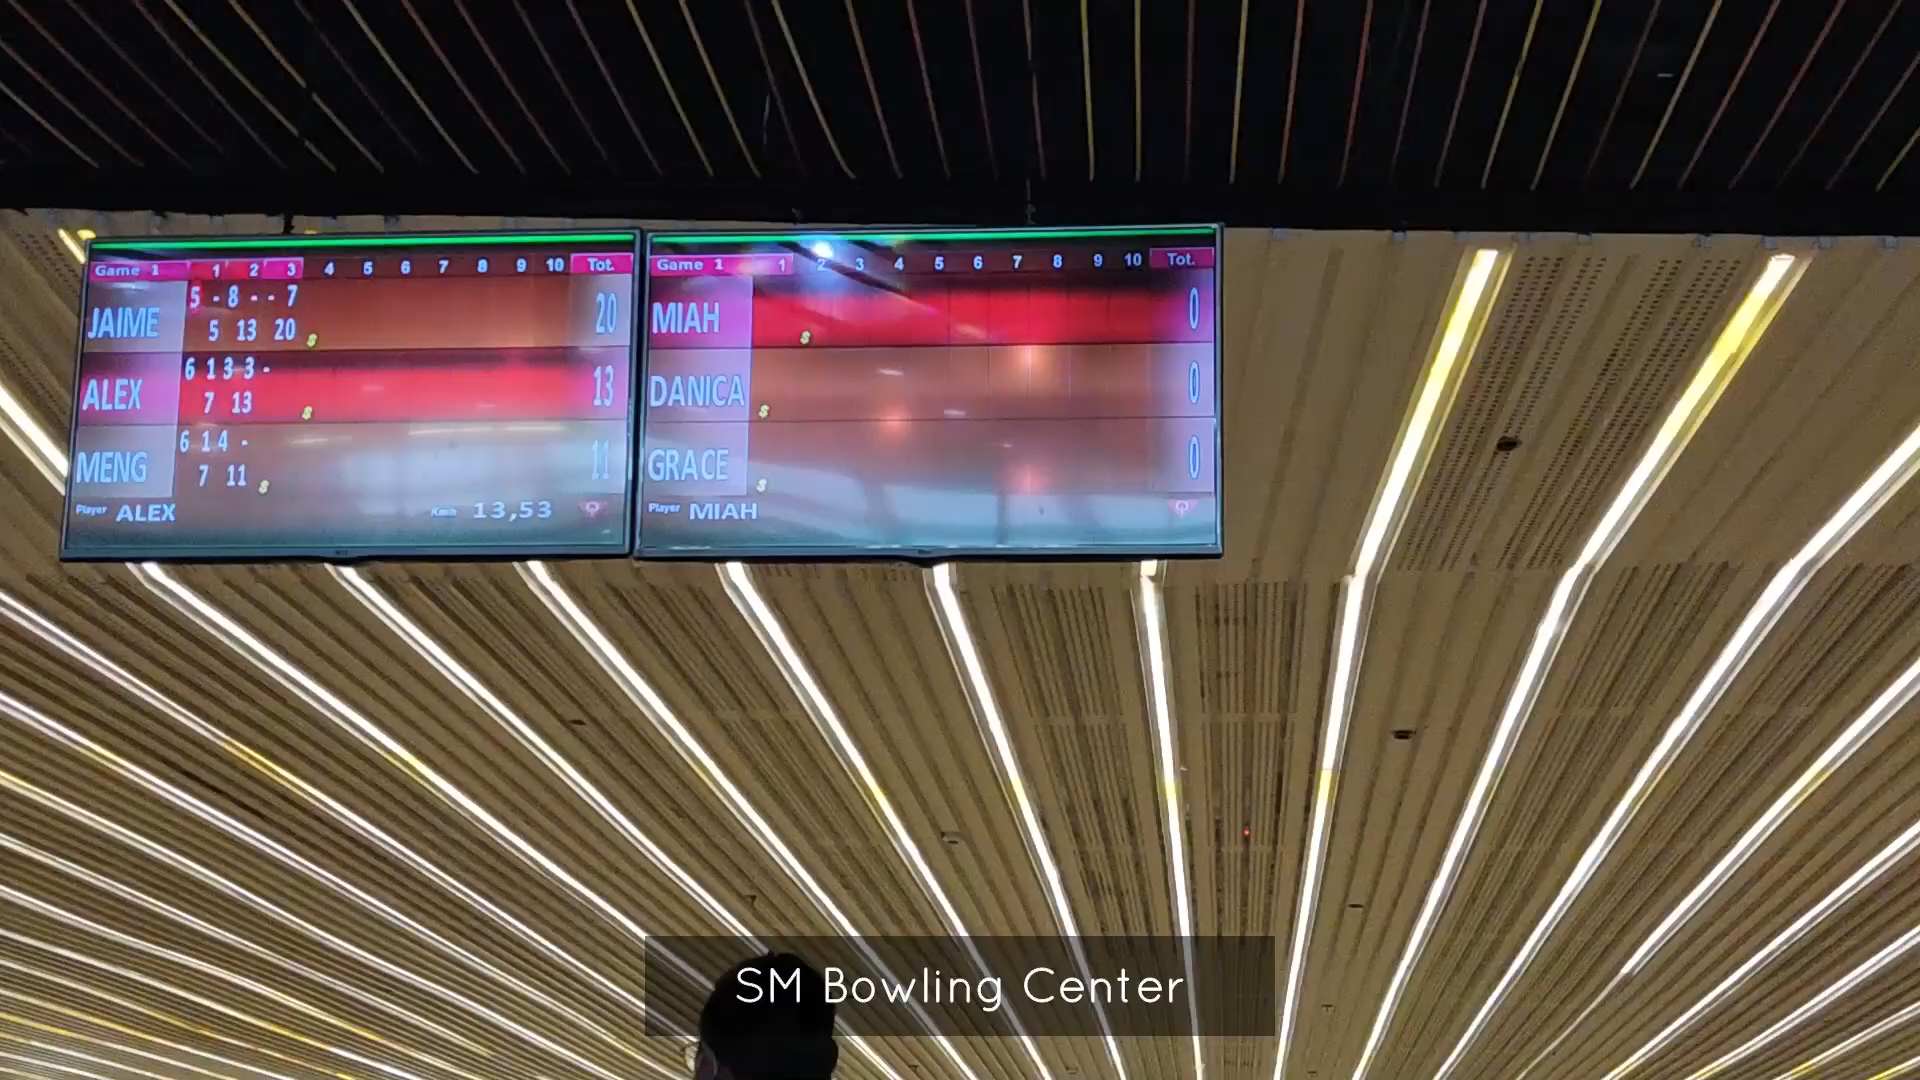 Game 1 1 2 3 4 5 6 7 8 9 10 Tot.
JAIME 5 - 8 - - 7 20
5 13 20 $
ALEX 6 1 3 3 - 13
7 13 $
MENG 6 1 4 - 11
7 11 $
Player ALEX Km/h 13,53
Game 1 1 2 3 4 5 6 7 8 9 10 Tot.
MIAH 0
$
DANICA 0
$
GRACE 0
$
Player MIAH
SM Bowling Center